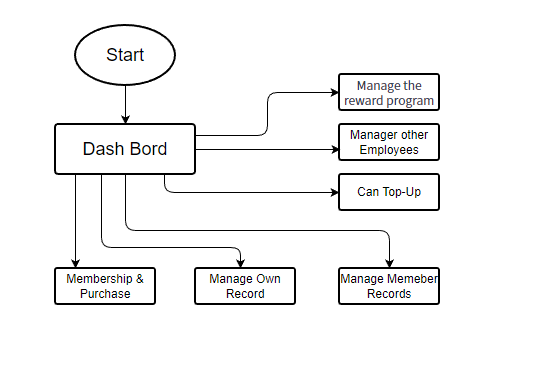 Start
Manage the
reward program
Dash Bord
Manager other
Employees
Can Top-Up
Membership &
Purchase
Manage Own
Record
Manage Memeber
Records